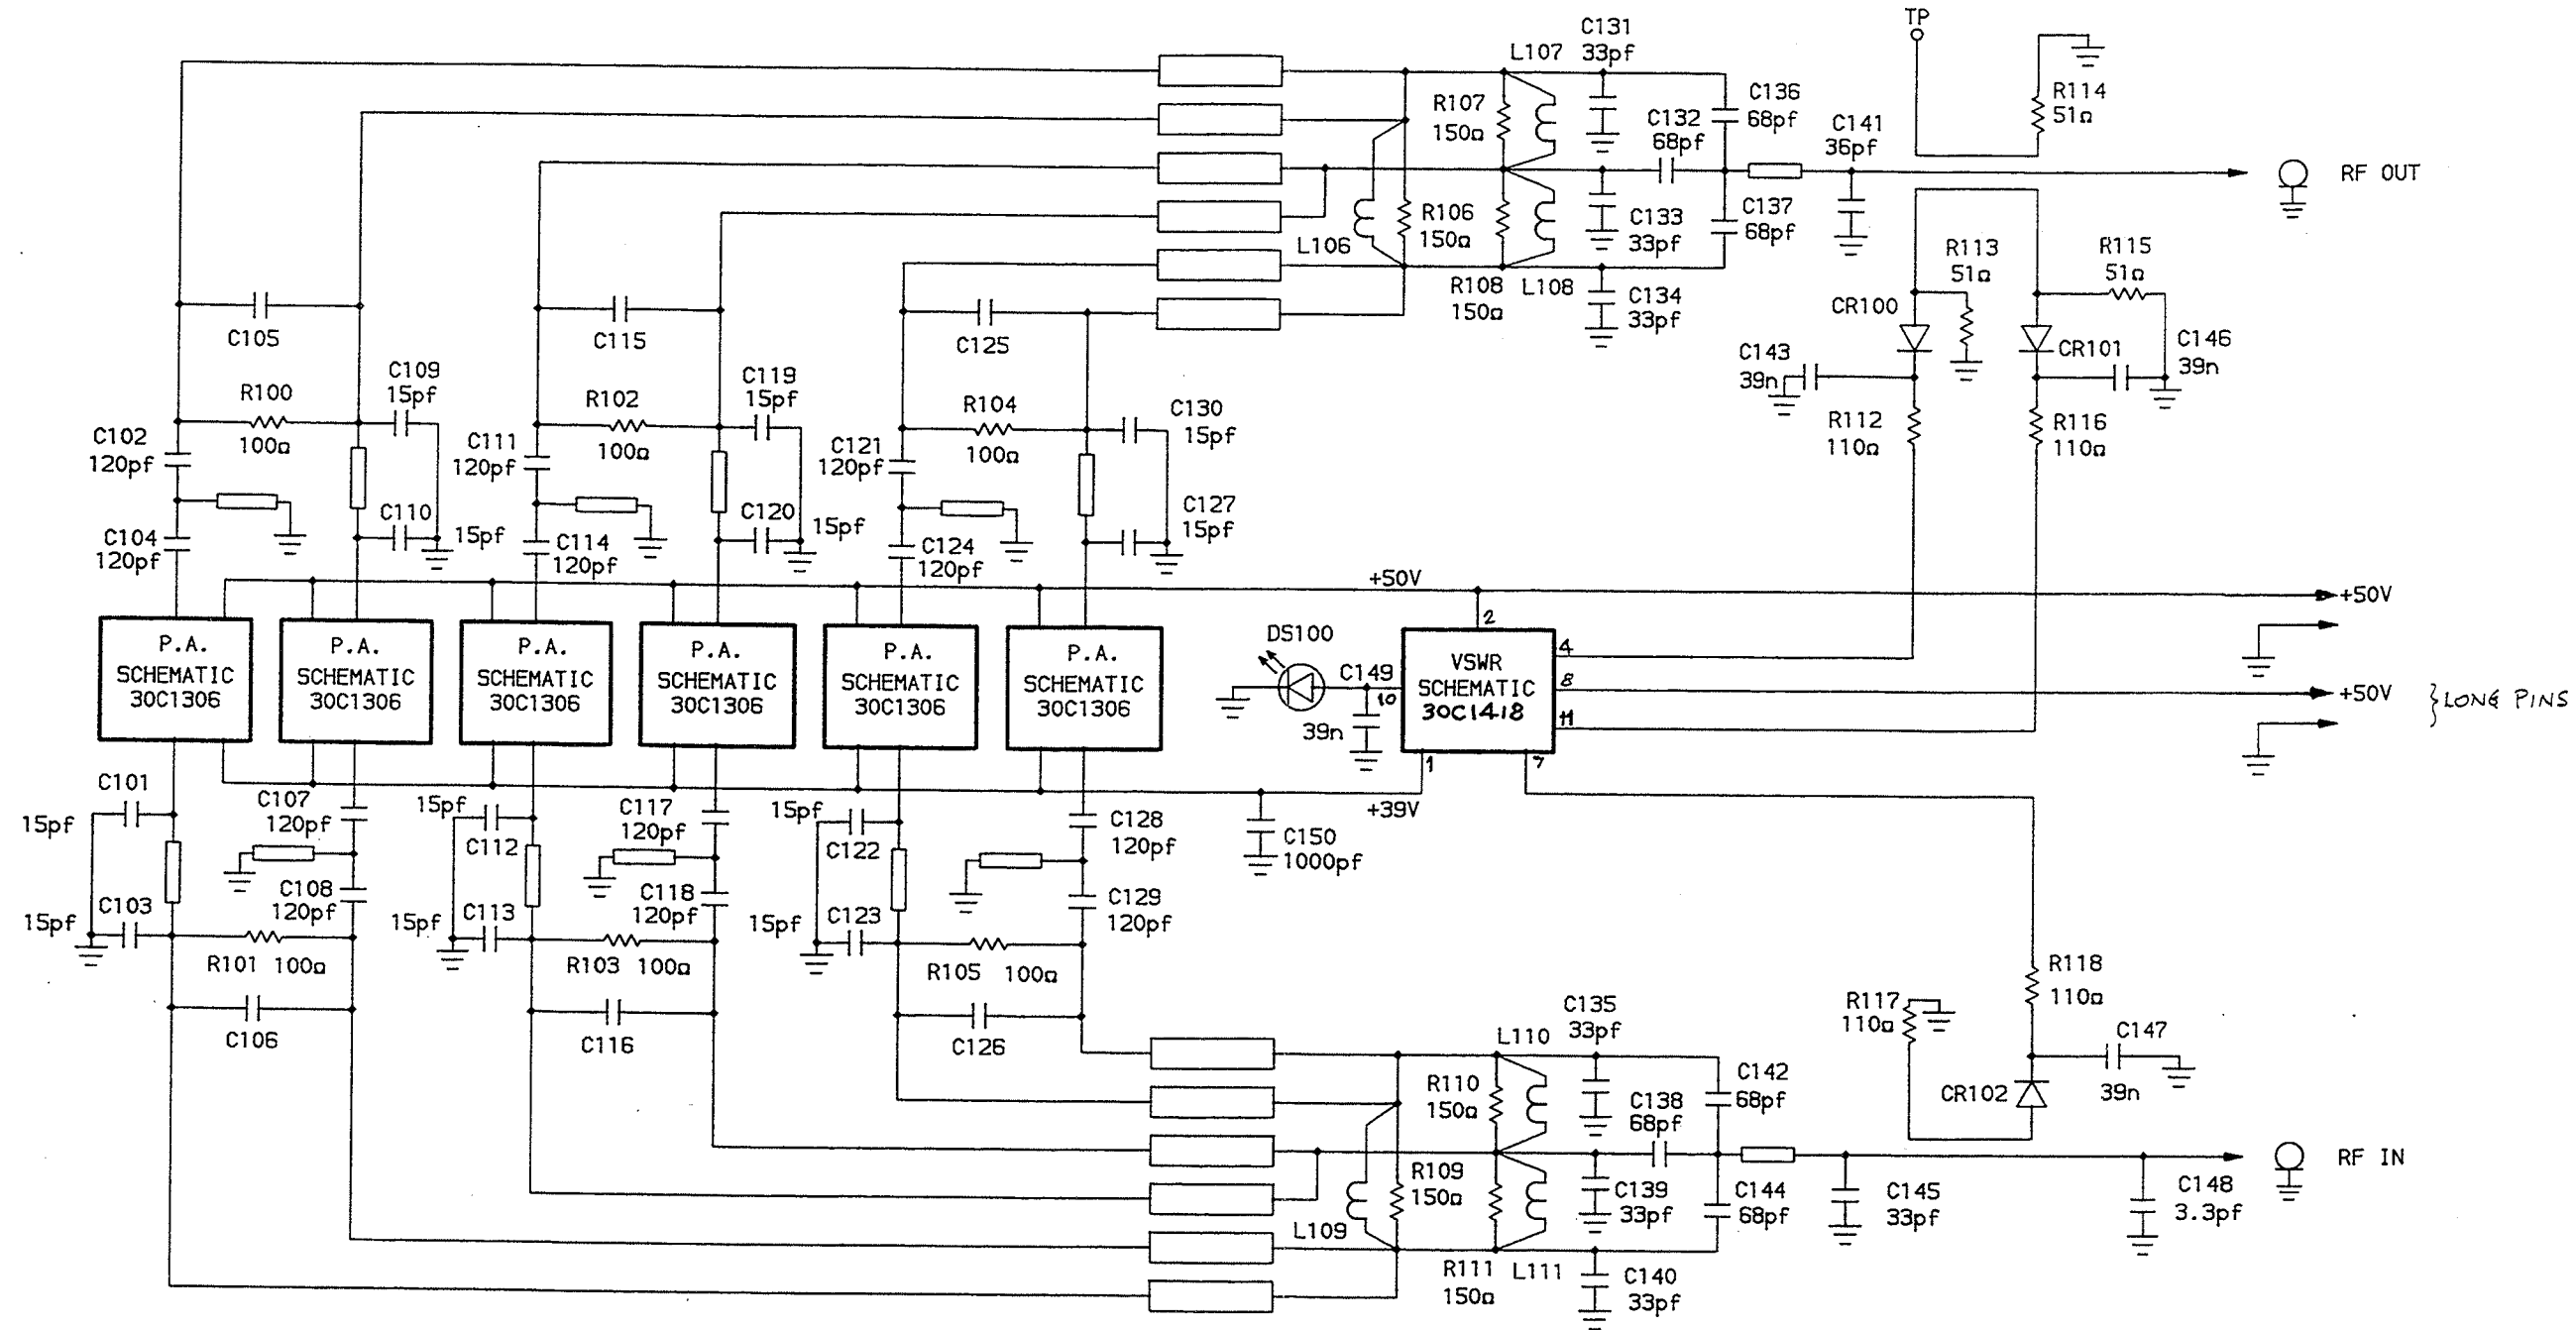 TP
C131
33pf
L107
R107
150Ω
C132
68pf
C136
68pf
C141
36pf
R114
51Ω
RF OUT
L106
R106
150Ω
C133
33pf
C137
68pf
R108
150Ω
L108
C134
33pf
R113
51Ω
R115
51Ω
CR100
CR101
C146
39n
C143
39n
R112
110Ω
R116
110Ω
C105
C115
C125
R100
100Ω
C109
15pf
R102
100Ω
C119
15pf
R104
100Ω
C130
15pf
C102
120pf
C111
120pf
C121
120pf
C104
120pf
C110
15pf
C114
120pf
C120
15pf
C124
120pf
C127
15pf
+50V
+50V
P.A.
SCHEMATIC
30C1306
P.A.
SCHEMATIC
30C1306
P.A.
SCHEMATIC
30C1306
P.A.
SCHEMATIC
30C1306
P.A.
SCHEMATIC
30C1306
P.A.
SCHEMATIC
30C1306
DS100
C149
39n
2
4
8
11
10
1
7
VSWR
SCHEMATIC
30C1418
+50V
} LONG PINS
+39V
C150
1000pf
C101
15pf
C107
120pf
15pf
C112
C117
120pf
15pf
C122
C128
120pf
C103
15pf
C108
120pf
15pf
C113
C118
120pf
15pf
C123
C129
120pf
R101 100Ω
R103 100Ω
R105 100Ω
C106
C116
C126
R118
110Ω
R117
110Ω
C147
39n
CR102
C135
33pf
L110
R110
150Ω
C138
68pf
C142
68pf
RF IN
R109
150Ω
L109
C139
33pf
C144
68pf
C145
33pf
C148
3.3pf
R111
150Ω
L111
C140
33pf